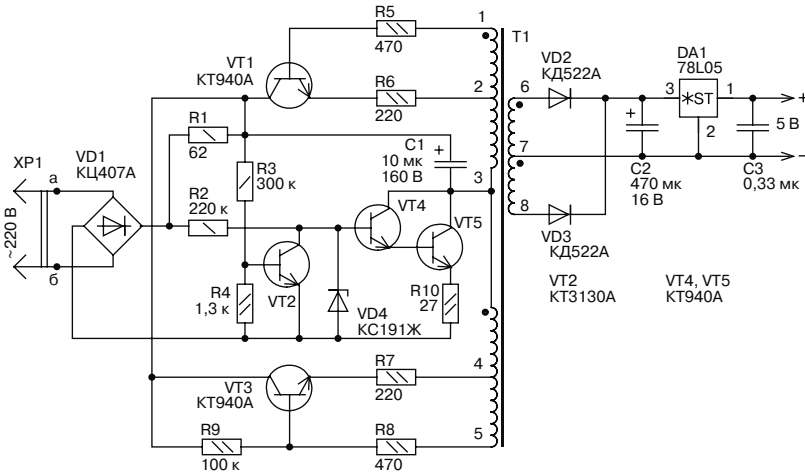 R5
470
1
T1
VT1
КТ940А
R6
220
2
VD2
КД522А
DA1
78L05
R1
62
C1
10 мк
160 В
+
6
3
✱ST
1
+
2
5 В
7
–
C2
470 мк
16 В
C3
0,33 мк
ХР1
а
~220 В
б
VD1
КЦ407А
R3
300 к
R2
220 к
3
VT4
VT5
8
VD3
КД522А
R4
1,3 к
VT2
VD4
КС191Ж
R10
27
VT2
КТ3130А
VT4, VT5
КТ940А
VT3
КТ940А
R7
220
4
R9
100 к
R8
470
5
+